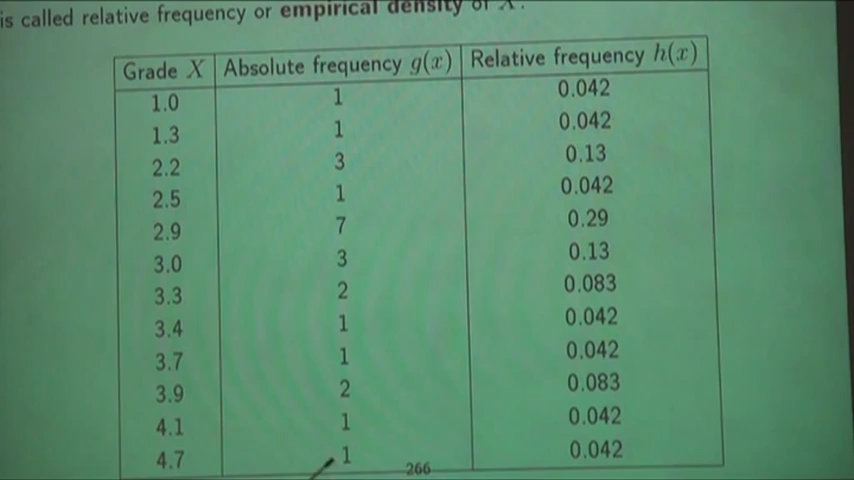 is called relative frequency or empirical density of X.
Grade X Absolute frequency g(x) Relative frequency h(x)
1.0 1 0.042
1.3 1 0.042
2.2 3 0.13
2.5 1 0.042
2.9 7 0.29
3.0 3 0.13
3.3 2 0.083
3.4 1 0.042
3.7 1 0.042
3.9 2 0.083
4.1 1 0.042
4.7 1 0.042
266